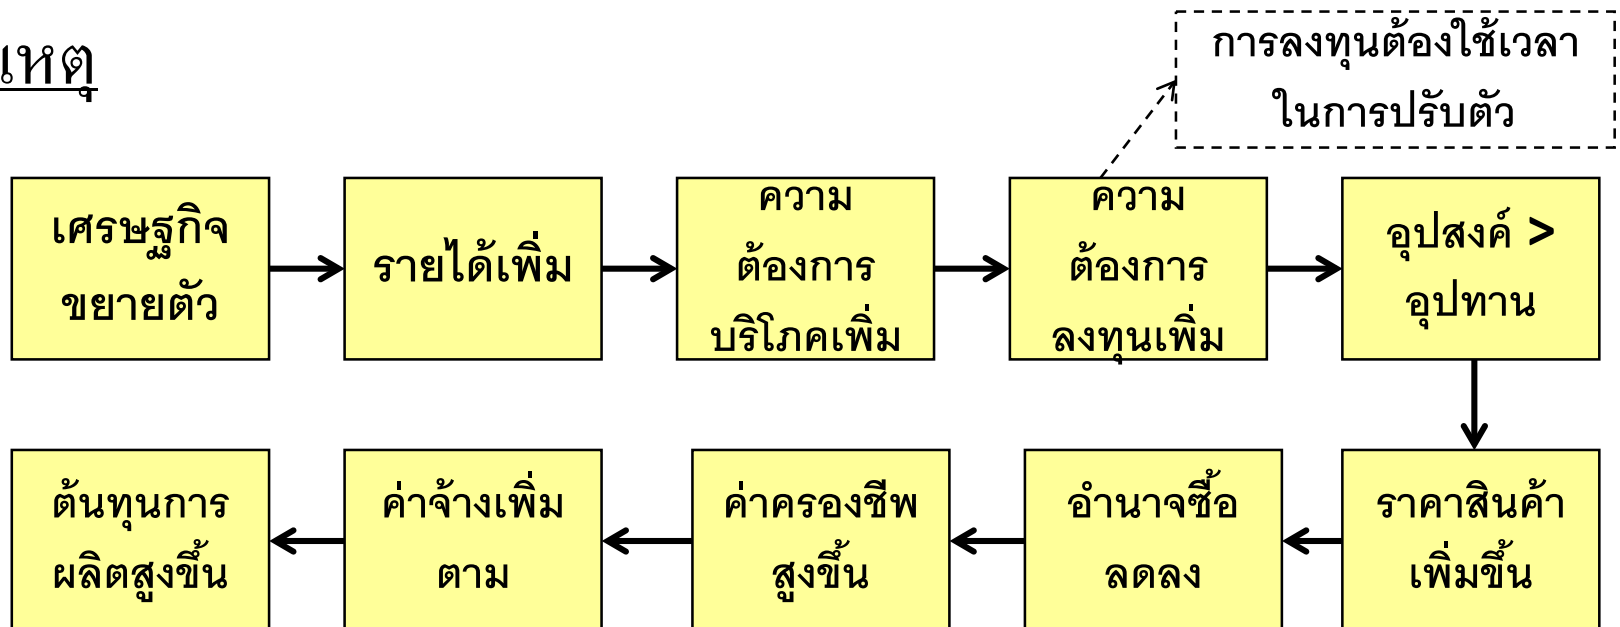 เหตุ
การลงทุนต้องใช้เวลา
ในการปรับตัว
เศรษฐกิจ
ขยายตัว
รายได้เพิ่ม
ความ
ต้องการ
บริโภคเพิ่ม
ความ
ต้องการ
ลงทุนเพิ่ม
อุปสงค์ >
อุปทาน
ราคาสินค้า
เพิ่มขึ้น
อำนาจซื้อ
ลดลง
ค่าครองชีพ
สูงขึ้น
ค่าจ้างเพิ่ม
ตาม
ต้นทุนการ
ผลิตสูงขึ้น